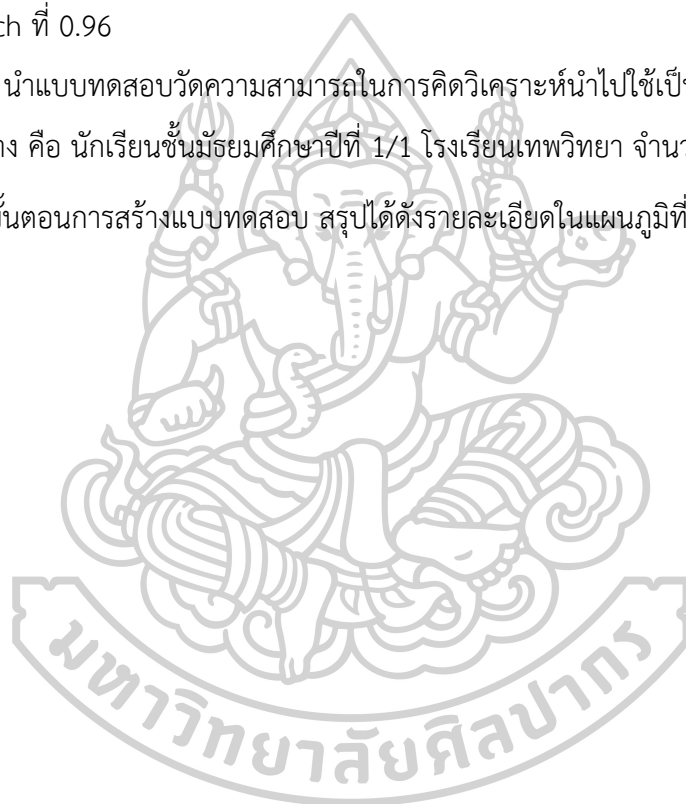 ch ที่ 0.96
นำแบบทดสอบวัดความสามารถในการคิดวิเคราะห์นำไปใช้เป็น
คือ นักเรียนชั้นมัธยมศึกษาปีที่ 1/1 โรงเรียนเทพวิทยา
ขั้นตอนการสร้างแบบทดสอบ สรุปได้ดังรายละเอียดในแผนภูมิที่
มหาวิทยาลัยศิลปากร